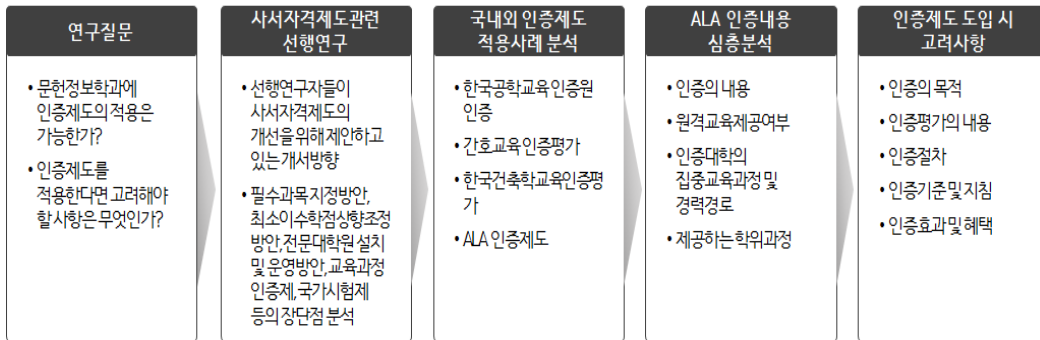 연구질문
• 문헌정보학과에
인증제도의 적용은
가능한가?
• 인증제도를
적용한다면 고려해야
할 사항은 무엇인가?
사서자격제도관련
선행연구
• 선행연구자들이
사서자격제도의
개선을 위해 제안하고
있는 개서방향
• 필수과목 지정방안,
최소이수학점상향조정
방안, 전문대학원 설치
및 운영방안, 교육과정
인증제, 국가시험제
등의 장단점 분석
국내외 인증제도
적용사례 분석
• 한국공학교육인증원
인증
• 간호교육인증평가
• 한국건축학교육인증평
가
• ALA 인증제도
ALA 인증내용
심층분석
• 인증의 내용
• 원격교육제공여부
• 인증대학의
집중교육과정 및
경력경로
• 제공하는 학위과정
인증제도 도입 시
고려사항
• 인증의 목적
• 인증평가의 내용
• 인증절차
• 인증기준 및 지침
• 인증효과 및 혜택